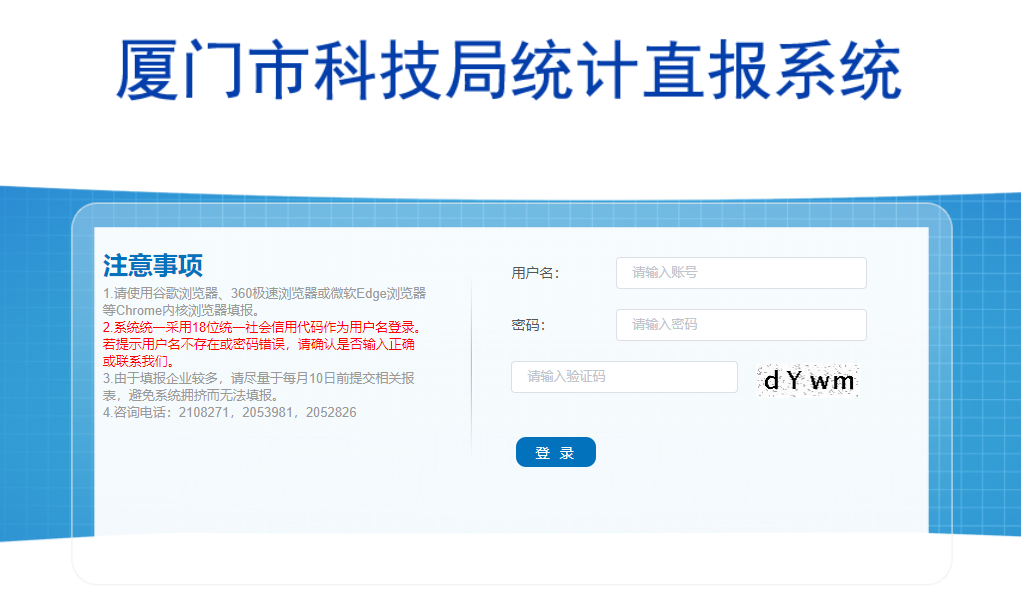 厦门市科技局统计直报系统
注意事项
1.请使用谷歌浏览器、360极速浏览器或微软Edge浏览器
等Chrome内核浏览器填报。
2.系统统一采用18位统一社会信用代码作为用户名登录。
若提示用户名不存在或密码错误，请确认是否输入正确
或联系我们。
3.由于填报企业较多，请尽量于每月10日前提交相关报
表，避免系统拥挤而无法填报。
4.咨询电话：2108271，2053981，2052826
用户名：
请输入账号
密码：
请输入密码
请输入验证码
dYwm
登 录